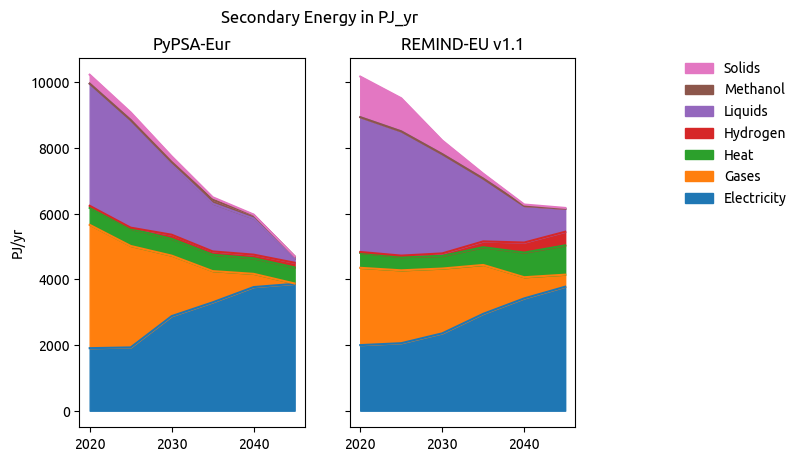 Secondary Energy in PJ_yr
PyPSA-Eur
REMIND-EU v1.1
PJ/yr
10000
8000
6000
4000
2000
0
2020
2030
2040
2020
2030
2040
Solids
Methanol
Liquids
Hydrogen
Heat
Gases
Electricity